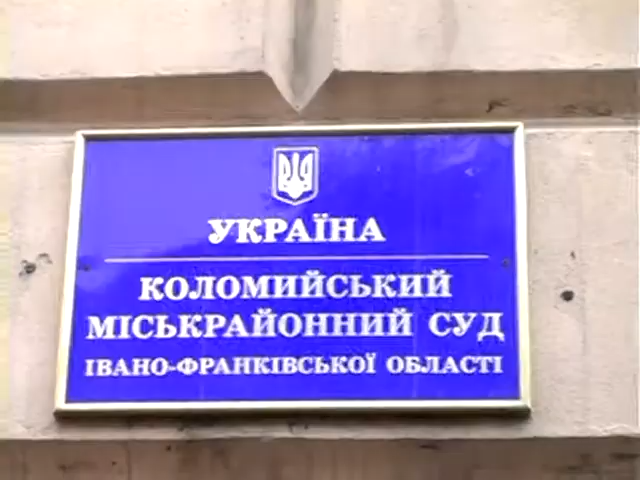 УКРАЇНА
КОЛОМИЙСЬКИЙ
МІСЬКРАЙОННИЙ СУД
ІВАНО-ФРАНКІВСЬКОЇ ОБЛАСТІ